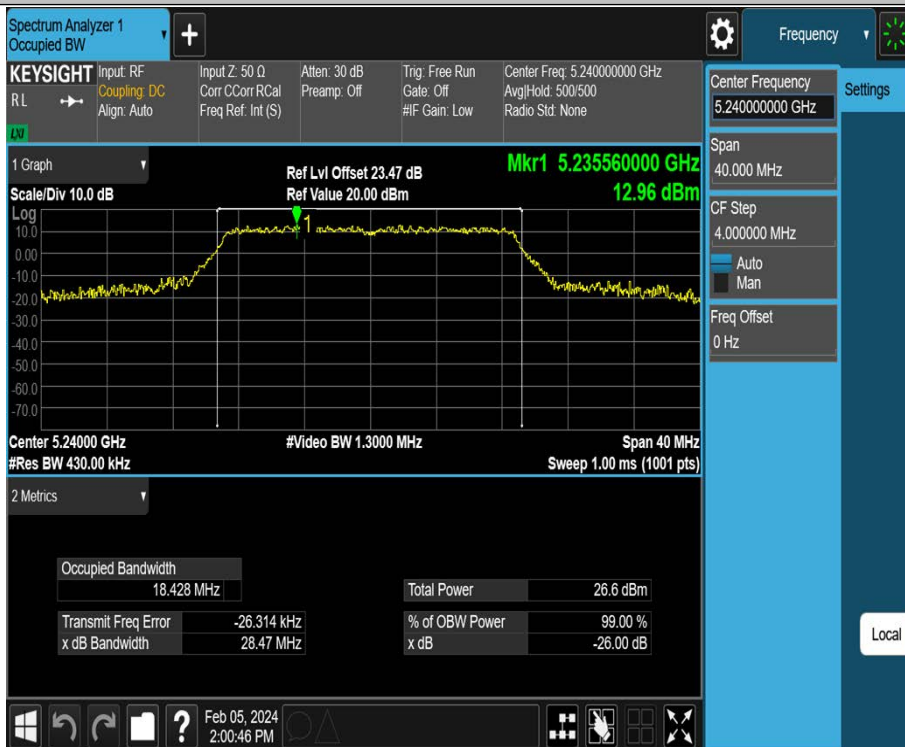 Spectrum Analyzer 1
Occupied BW
+
Frequency
KEYSIGHT
RL
LXI
Input: RF
Coupling: DC
Align: Auto
Input Z: 50 Ω
Corr CCorr RCal
Freq Ref: Int (S)
Atten: 30 dB
Preamp: Off
Trig: Free Run
Gate: Off
#IF Gain: Low
Center Freq: 5.240000000 GHz
Avg|Hold: 500/500
Radio Std: None
Center Frequency
5.240000000 GHz
Settings
Span
40.000 MHz
CF Step
4.000000 MHz
Auto
Man
Freq Offset
0 Hz
1 Graph
Scale/Div 10.0 dB
Ref Lvl Offset 23.47 dB
Ref Value 20.00 dBm
Mkr1 5.235560000 GHz
12.96 dBm
Log
10.0
0.00
-10.0
-20.0
-30.0
-40.0
-50.0
-60.0
-70.0
1
Center 5.24000 GHz
#Video BW 1.3000 MHz
Span 40 MHz
#Res BW 430.00 kHz
Sweep 1.00 ms (1001 pts)
2 Metrics
Occupied Bandwidth
18.428 MHz
Total Power 26.6 dBm
Transmit Freq Error -26.314 kHz
% of OBW Power 99.00 %
x dB Bandwidth 28.47 MHz
x dB -26.00 dB
Local
?
Feb 05, 2024
2:00:46 PM